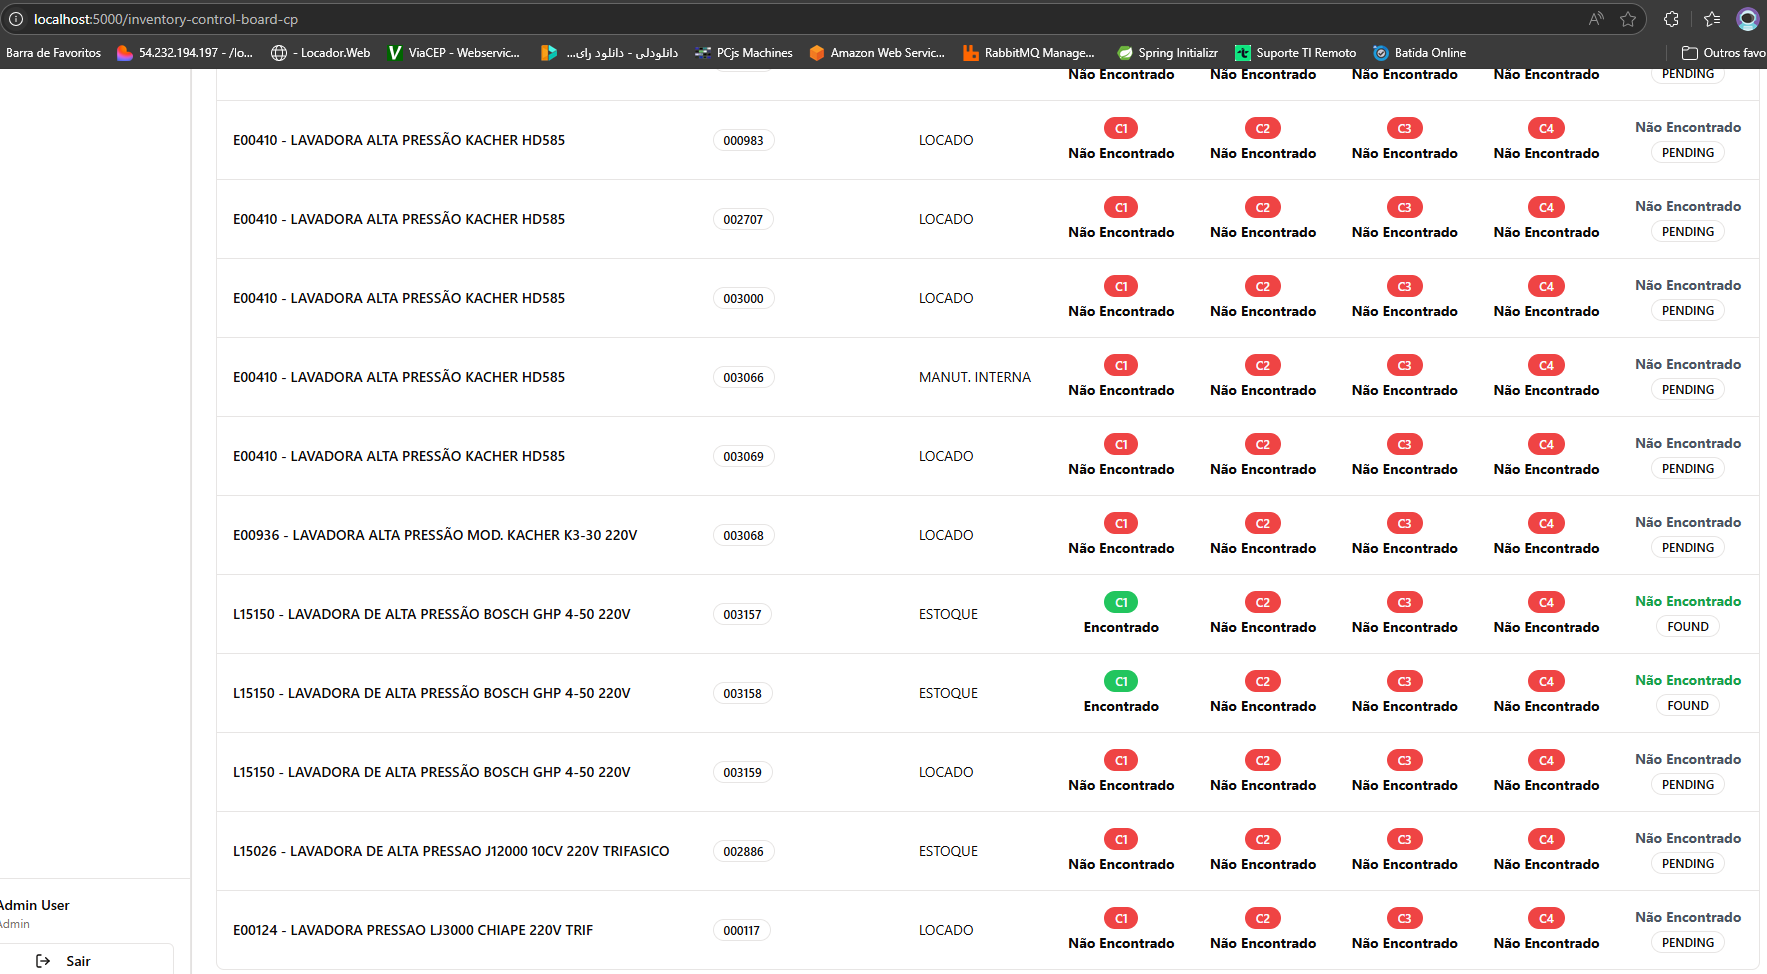 localhost:5000/inventory-control-board-cp
Barra de Favoritos
54.232.194.197 - /lo...
- Locador.Web
ViaCEP - Webservic...
دانلودلی - دانلود رای...
PCjs Machines
Amazon Web Servic...
RabbitMQ Manage...
Spring Initializr
Suporte TI Remoto
Batida Online
Outros favo
Não Encontrado Não Encontrado Não Encontrado Não Encontrado PENDING
C1 C2 C3 C4 Não Encontrado
E00410 - LAVADORA ALTA PRESSÃO KACHER HD585 000983 LOCADO
Não Encontrado Não Encontrado Não Encontrado Não Encontrado PENDING
C1 C2 C3 C4 Não Encontrado
E00410 - LAVADORA ALTA PRESSÃO KACHER HD585 002707 LOCADO
Não Encontrado Não Encontrado Não Encontrado Não Encontrado PENDING
C1 C2 C3 C4 Não Encontrado
E00410 - LAVADORA ALTA PRESSÃO KACHER HD585 003000 LOCADO
Não Encontrado Não Encontrado Não Encontrado Não Encontrado PENDING
C1 C2 C3 C4 Não Encontrado
E00410 - LAVADORA ALTA PRESSÃO KACHER HD585 003066 MANUT. INTERNA
Não Encontrado Não Encontrado Não Encontrado Não Encontrado PENDING
C1 C2 C3 C4 Não Encontrado
E00410 - LAVADORA ALTA PRESSÃO KACHER HD585 003069 LOCADO
Não Encontrado Não Encontrado Não Encontrado Não Encontrado PENDING
C1 C2 C3 C4 Não Encontrado
E00936 - LAVADORA ALTA PRESSÃO MOD. KACHER K3-30 220V 003068 LOCADO
Não Encontrado Não Encontrado Não Encontrado Não Encontrado PENDING
C1 C2 C3 C4 Não Encontrado
L15150 - LAVADORA DE ALTA PRESSÃO BOSCH GHP 4-50 220V 003157 ESTOQUE
Encontrado Não Encontrado Não Encontrado Não Encontrado FOUND
C1 C2 C3 C4 Não Encontrado
L15150 - LAVADORA DE ALTA PRESSÃO BOSCH GHP 4-50 220V 003158 ESTOQUE
Encontrado Não Encontrado Não Encontrado Não Encontrado FOUND
C1 C2 C3 C4 Não Encontrado
L15150 - LAVADORA DE ALTA PRESSÃO BOSCH GHP 4-50 220V 003159 LOCADO
Não Encontrado Não Encontrado Não Encontrado Não Encontrado PENDING
C1 C2 C3 C4 Não Encontrado
L15026 - LAVADORA DE ALTA PRESSAO J12000 10CV 220V TRIFASICO 002886 ESTOQUE
Não Encontrado Não Encontrado Não Encontrado Não Encontrado PENDING
C1 C2 C3 C4 Não Encontrado
E00124 - LAVADORA PRESSAO LJ3000 CHIAPE 220V TRIF 000117 LOCADO
Não Encontrado Não Encontrado Não Encontrado Não Encontrado PENDING
Admin User
Admin
Sair